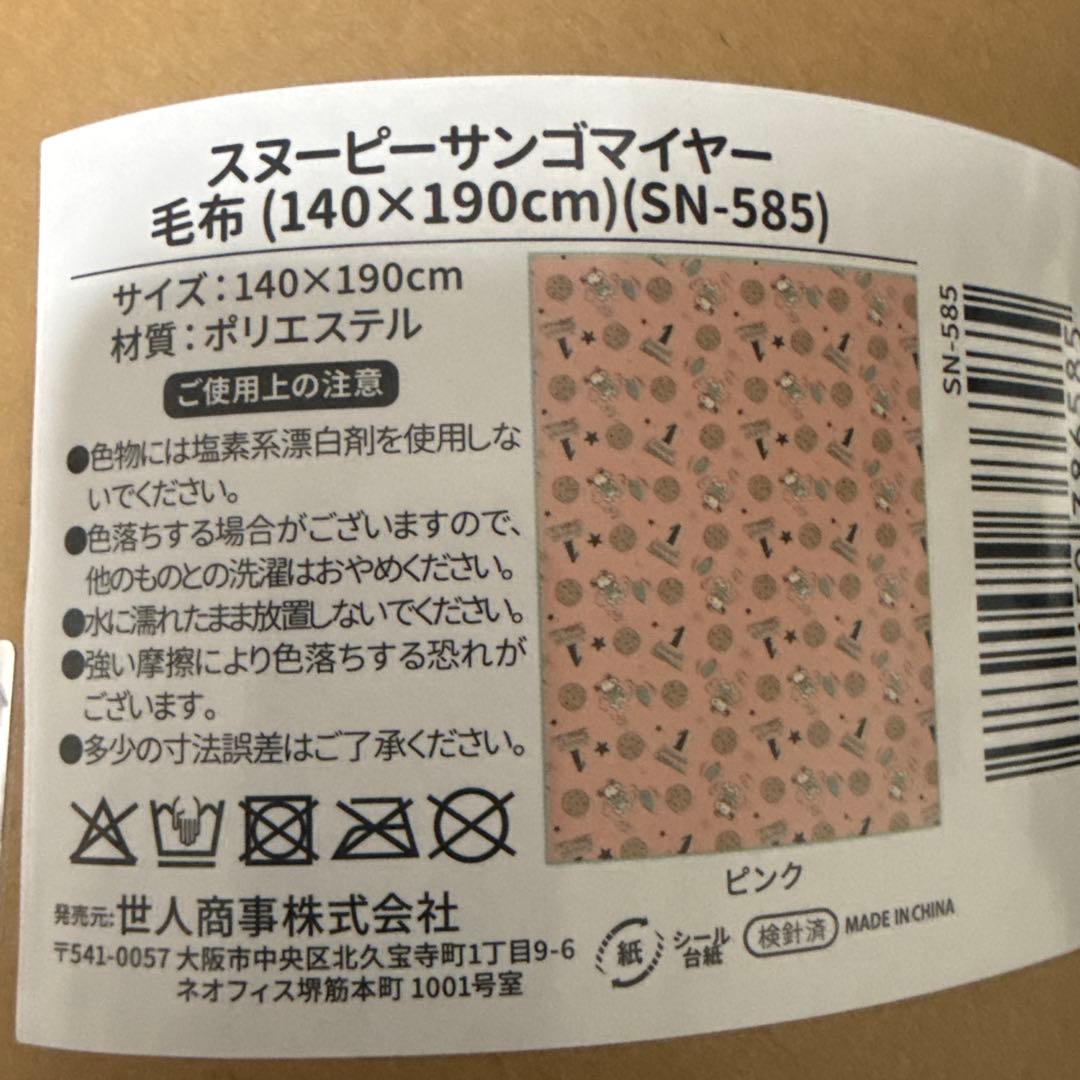 スヌーピーサンゴマイヤー
毛布 (140×190cm)(SN-585)
サイズ：140×190cm
材質：ポリエステル
ご使用上の注意
●色物には塩素系漂白剤を使用しな
いでください。
●色落ちする場合がございますので、
他のものとの洗濯はおやめください。
●水に濡れたまま放置しないでください。
●強い摩擦により色落ちする恐れが
ございます。
●多少の寸法誤差はご了承ください。
ピンク
SN-585
発売元:世人商事株式会社
〒541-0057 大阪市中央区北久宝寺町1丁目9-6
ネオフィス堺筋本町 1001号室
紙
シール
台紙
検針済
MADE IN CHINA